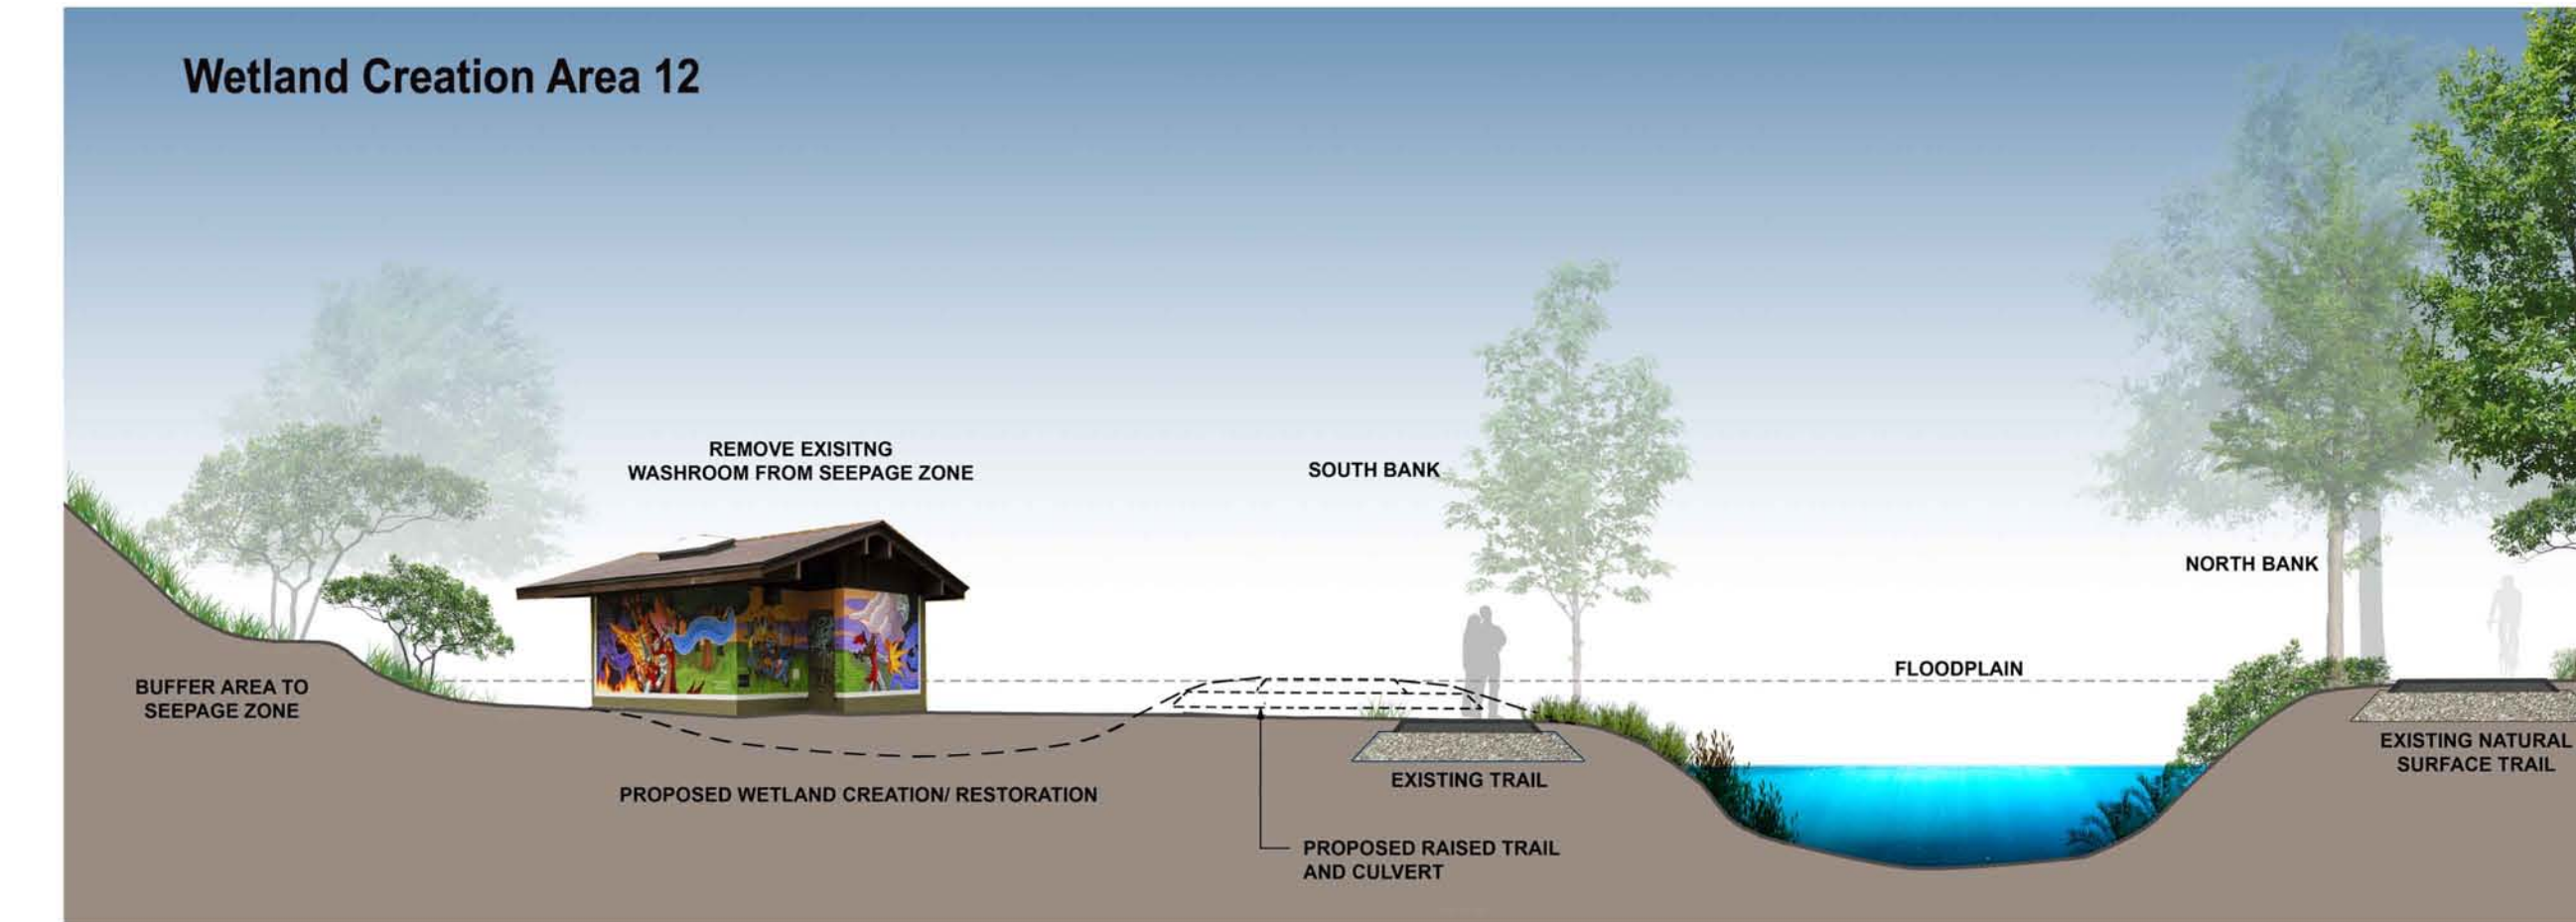 Wetland Creation Area 12
REMOVE EXISITNG
WASHROOM FROM SEEPAGE ZONE
SOUTH BANK
NORTH BANK
FLOODPLAIN
BUFFER AREA TO
SEEPAGE ZONE
EXISTING NATURAL
SURFACE TRAIL
EXISTING TRAIL
PROPOSED WETLAND CREATION/ RESTORATION
PROPOSED RAISED TRAIL
AND CULVERT